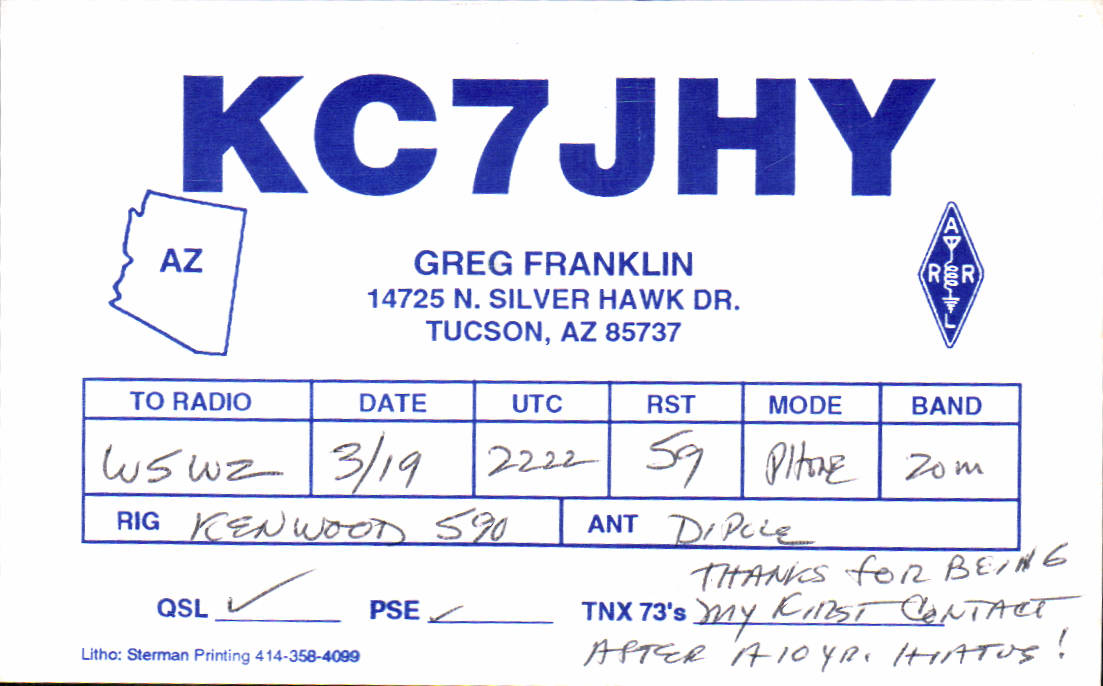 KC7JHY
AZ
GREG FRANKLIN
14725 N. SILVER HAWK DR.
TUCSON, AZ 85737
A
R R
L
TO RADIO DATE UTC RST MODE BAND
W5WZ 3/19 2222 59 PHONE 20m
RIG KENWOOD 590 ANT DIPOLE
QSL ✓ PSE ✓ TNX 73's
THANKS FOR BEING
MY FIRST CONTACT
AFTER A 10 YR. HIATUS!
Litho: Sterman Printing 414-358-4099